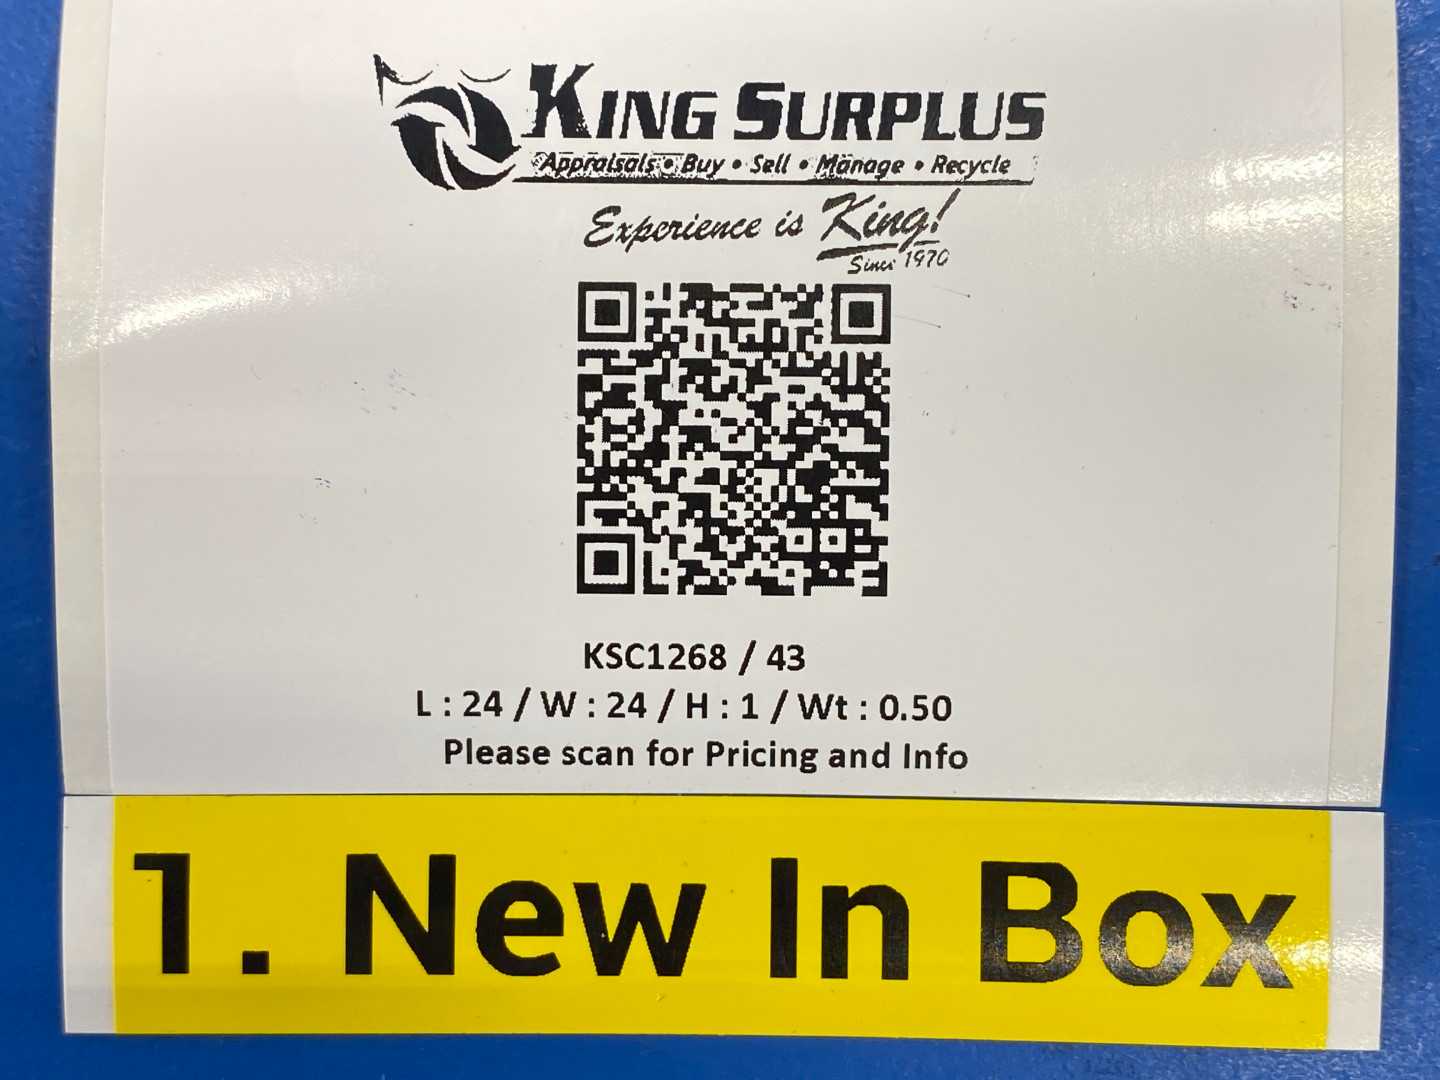 KING SURPLUS
Appraisals • Buy • Sell • Manage • Recycle
Experience is King!
Since 1970
KSC1268 / 43
L : 24 / W : 24 / H : 1 / Wt : 0.50
Please scan for Pricing and Info
1. New In Box